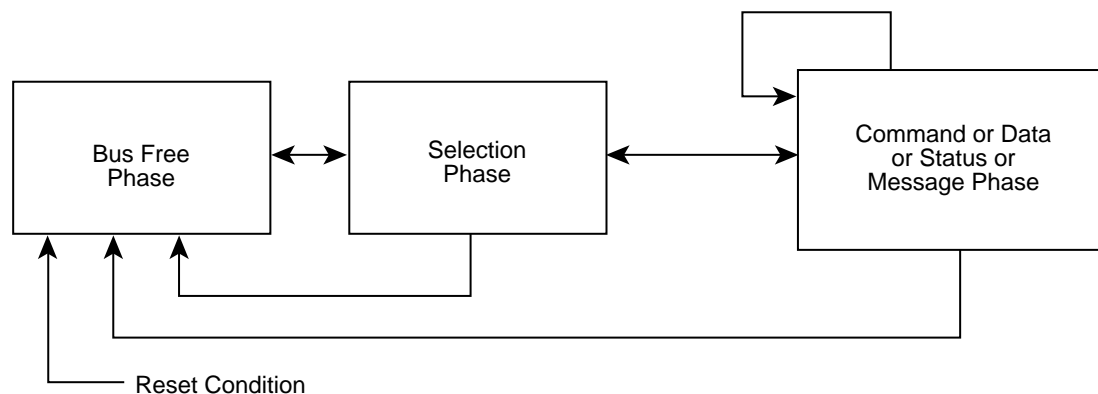 Bus Free
Phase
Selection
Phase
Command or Data
or Status or
Message Phase
Reset Condition